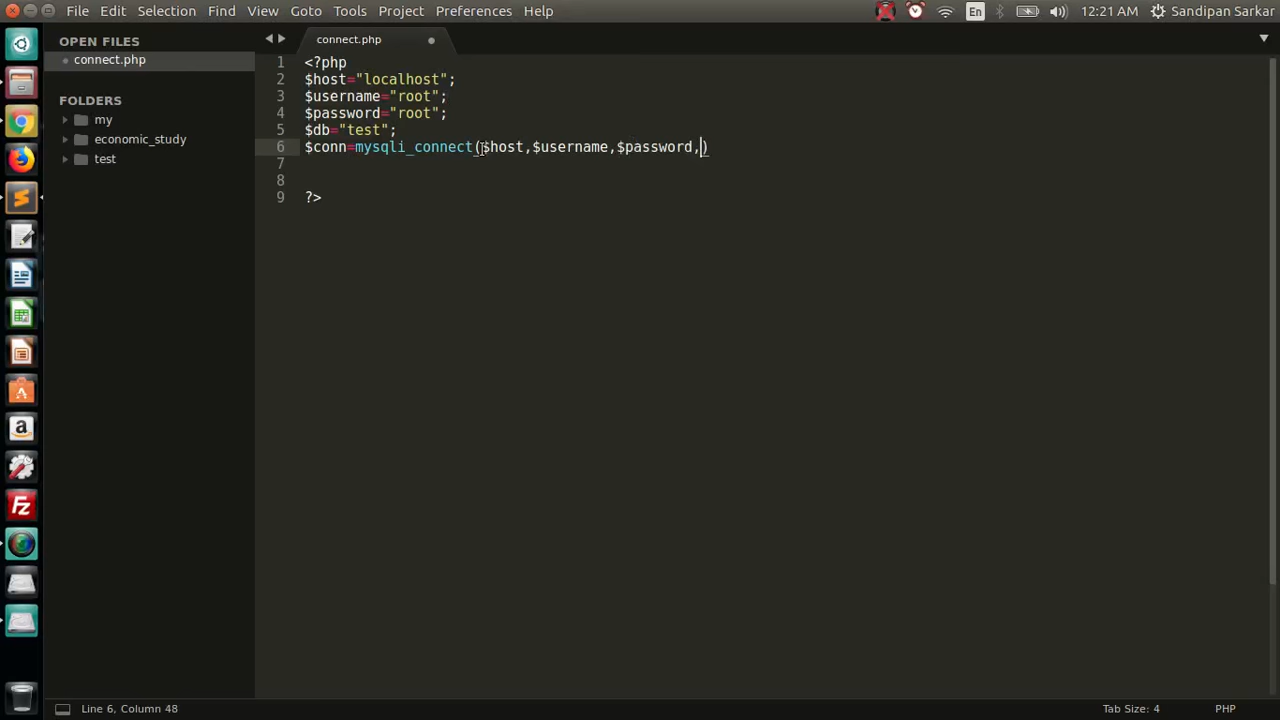 File Edit Selection Find View Goto Tools Project Preferences Help En 12:21 AM Sandipan Sarkar
OPEN FILES
connect.php
FOLDERS
my
economic_study
test
connect.php
1 <?php
2 $host="localhost";
3 $username="root";
4 $password="root";
5 $db="test";
6 $conn=mysqli_connect($host,$username,$password,)
7
8
9 ?>
Fz
Line 6, Column 48 Tab Size: 4 PHP